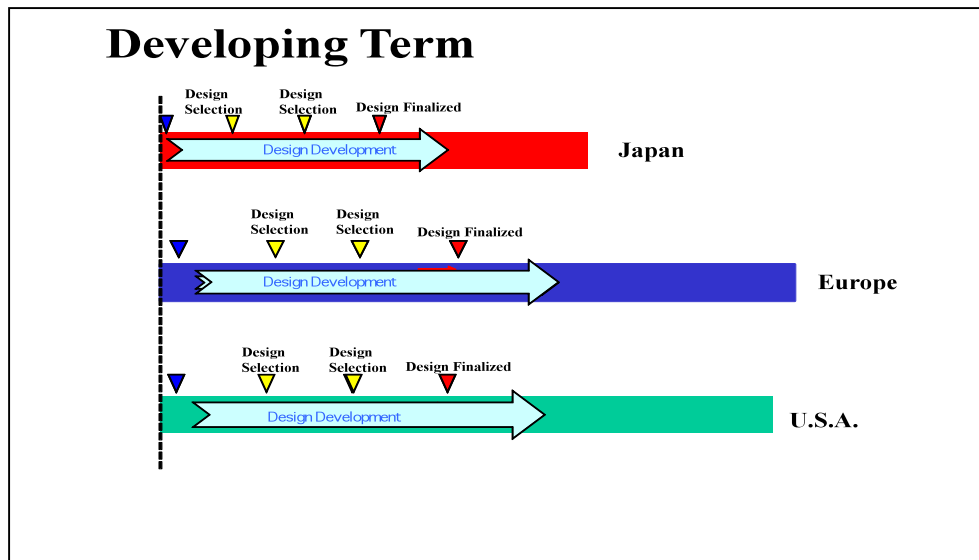 Developing Term
Design
Selection
Design
Selection
Design Finalized
Design Development
Japan
Design
Selection
Design
Selection
Design Finalized
Design Development
Europe
Design
Selection
Design
Selection
Design Finalized
Design Development
U.S.A.